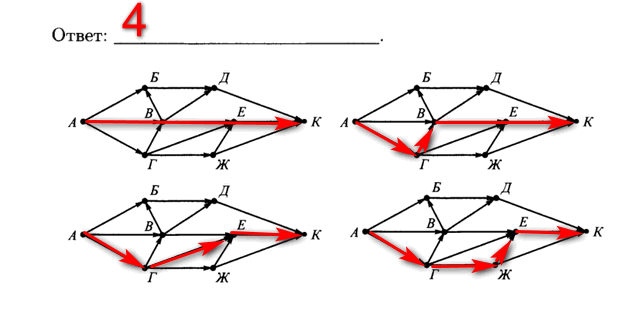 Ответ: 4.
Б Д Б Д
А В Е К А В Е К
Г Ж Г Ж
Б Д Б Д
А В Е К А В Е К
Г Ж Г Ж